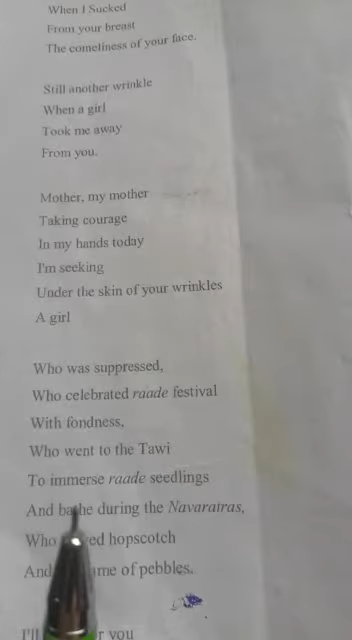 When I Sucked
From your breast
The comeliness of your face.
Still another wrinkle
When a girl
Took me away
From you.
Mother, my mother
Taking courage
In my hands today
I'm seeking
Under the skin of your wrinkles
A girl
Who was suppressed,
Who celebrated raade festival
With fondness,
Who went to the Tawi
To immerse raade seedlings
And bathe during the Navaratras,
Who hopscotch
And of pebbles.
I'll you